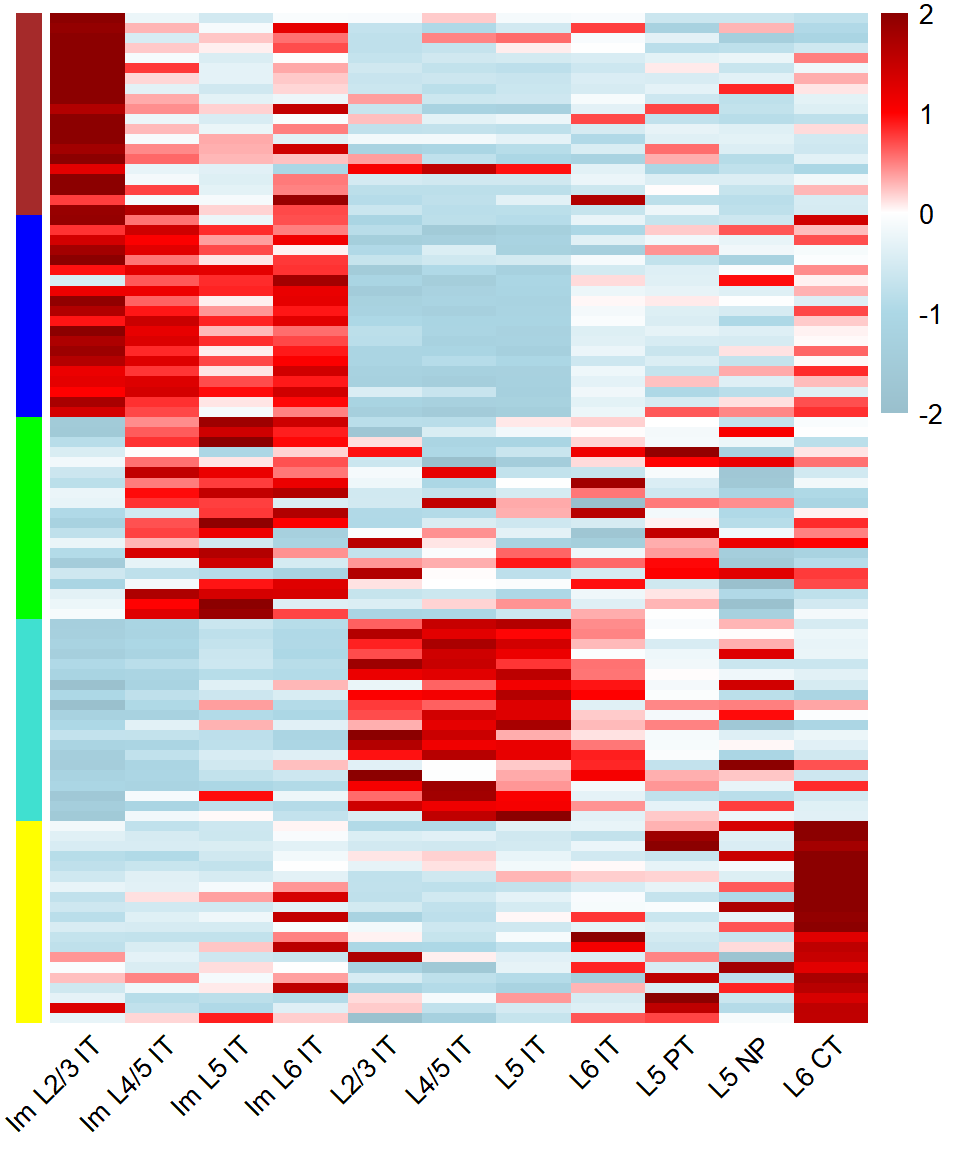 2
1
0
-1
-2
Im L2/3 IT
Im L4/5 IT
Im L5 IT
Im L6 IT
L2/3 IT
L4/5 IT
L5 IT
L6 IT
L5 PT
L5 NP
L6 CT